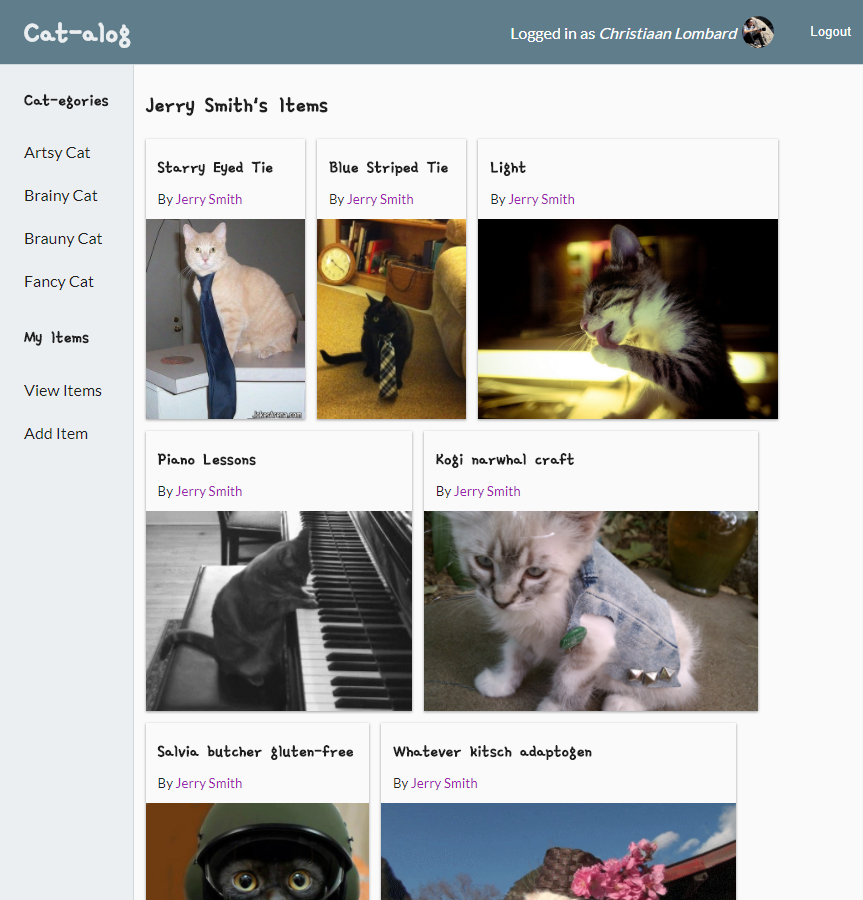 Cat-alog
Logged in as Christiaan Lombard
Logout
Cat-egories
Artsy Cat
Brainy Cat
Brauny Cat
Fancy Cat
My Items
View Items
Add Item
Jerry Smith's Items
Starry Eyed Tie
By Jerry Smith
JokesArena.com
Blue Striped Tie
By Jerry Smith
Light
By Jerry Smith
Piano Lessons
By Jerry Smith
Kogi narwhal craft
By Jerry Smith
Salvia butcher gluten-free
By Jerry Smith
Whatever kitsch adaptogen
By Jerry Smith